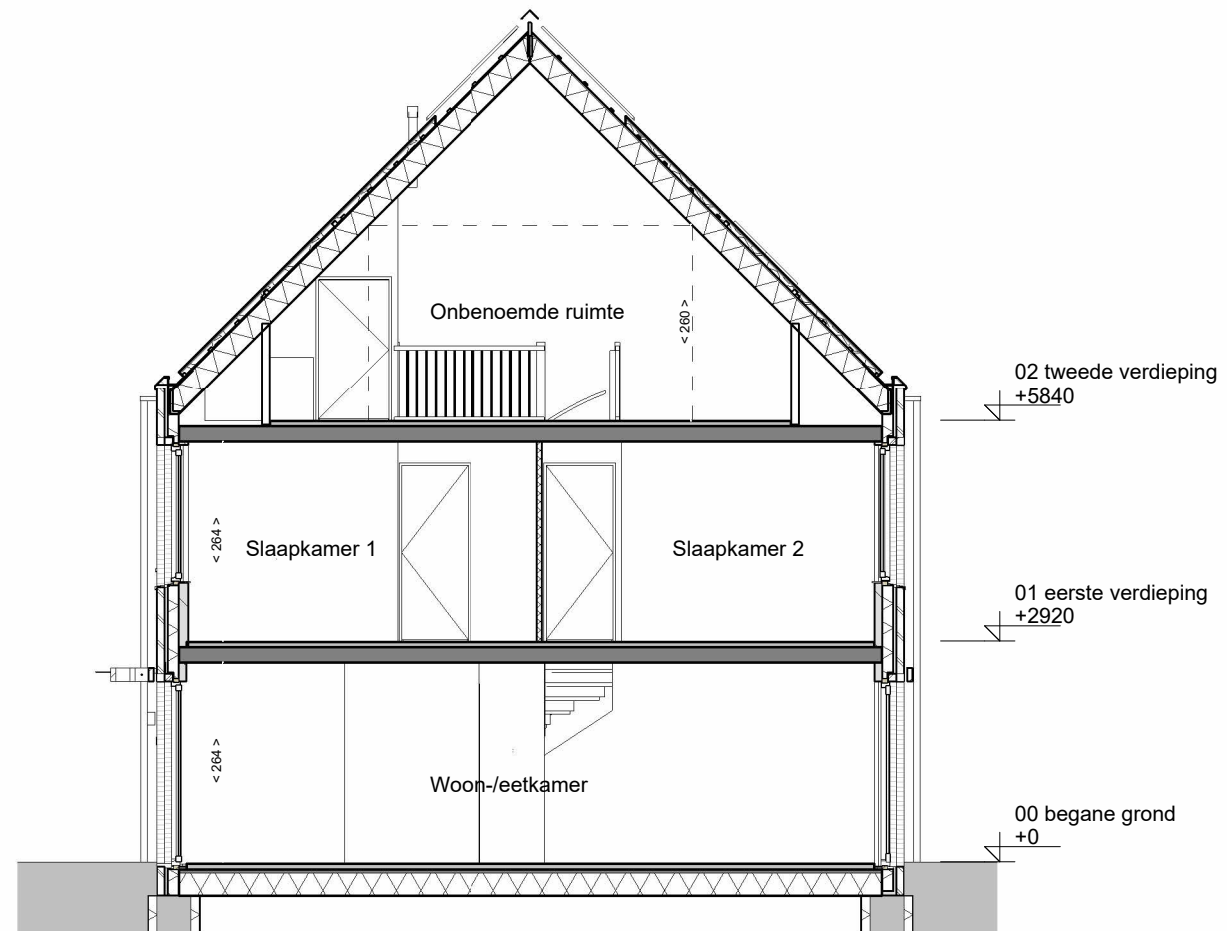 Onbenoemde ruimte
< 260 >
02 tweede verdieping
+5840
< 264 >
Slaapkamer 1
Slaapkamer 2
01 eerste verdieping
+2920
< 264 >
Woon-/eetkamer
00 begane grond
+0